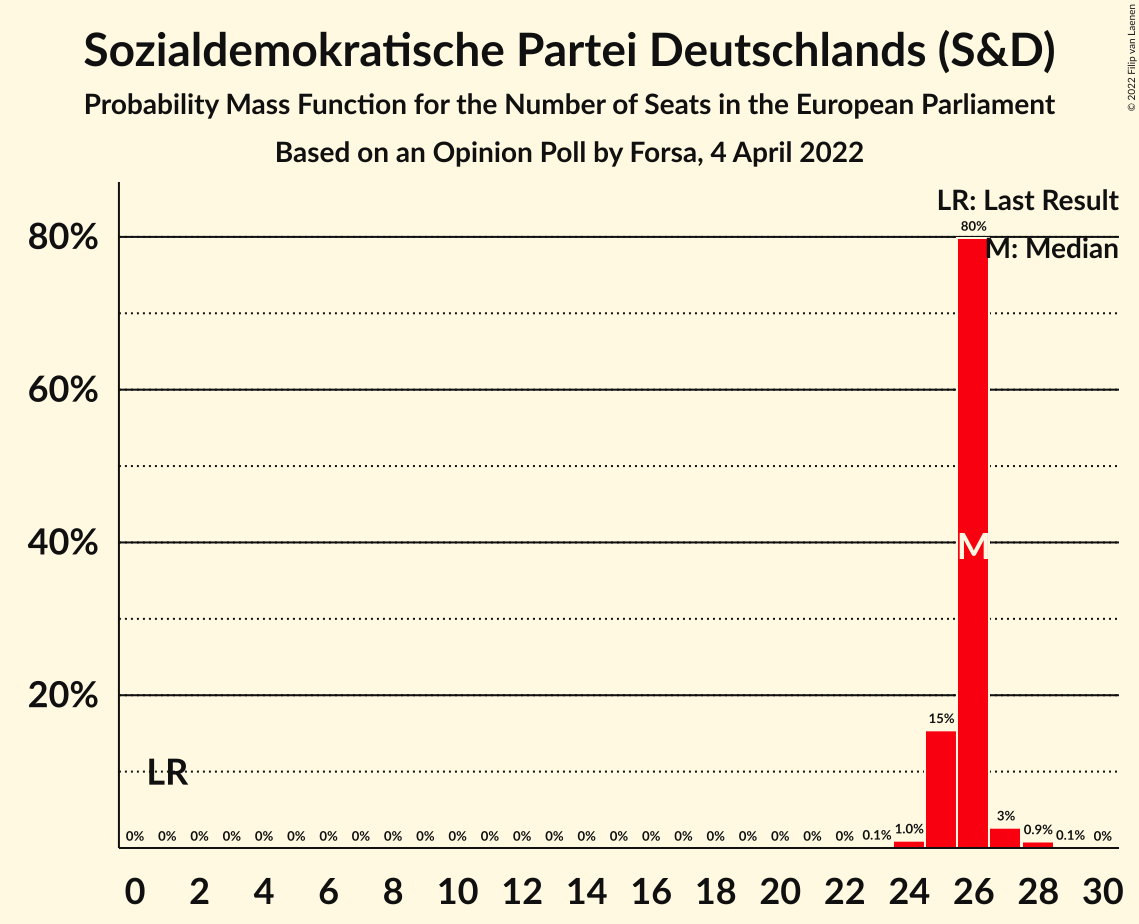 Sozialdemokratische Partei Deutschlands (S&D)
Probability Mass Function for the Number of Seats in the European Parliament
Based on an Opinion Poll by Forsa, 4 April 2022
© 2022 Filip van Laenen
LR: Last Result
M: Median
80%
60%
40%
20%
LR
M
0% 0% 0% 0% 0% 0% 0% 0% 0% 0% 0% 0% 0% 0% 0% 0% 0% 0% 0% 0% 0% 0% 0% 0.1% 1.0% 15% 80% 3% 0.9% 0.1% 0%
0 2 4 6 8 10 12 14 16 18 20 22 24 26 28 30